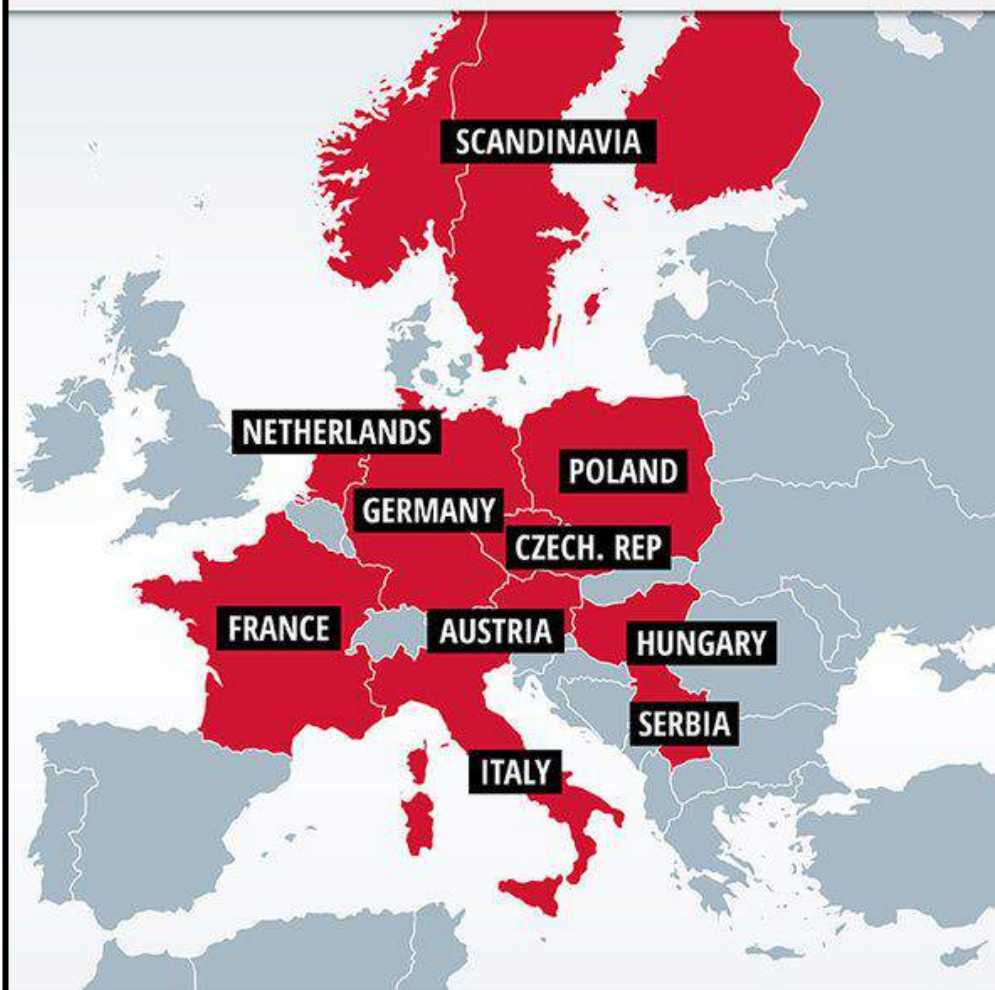 SCANDINAVIA
NETHERLANDS
POLAND
GERMANY
CZECH. REP
FRANCE
AUSTRIA
HUNGARY
SERBIA
ITALY